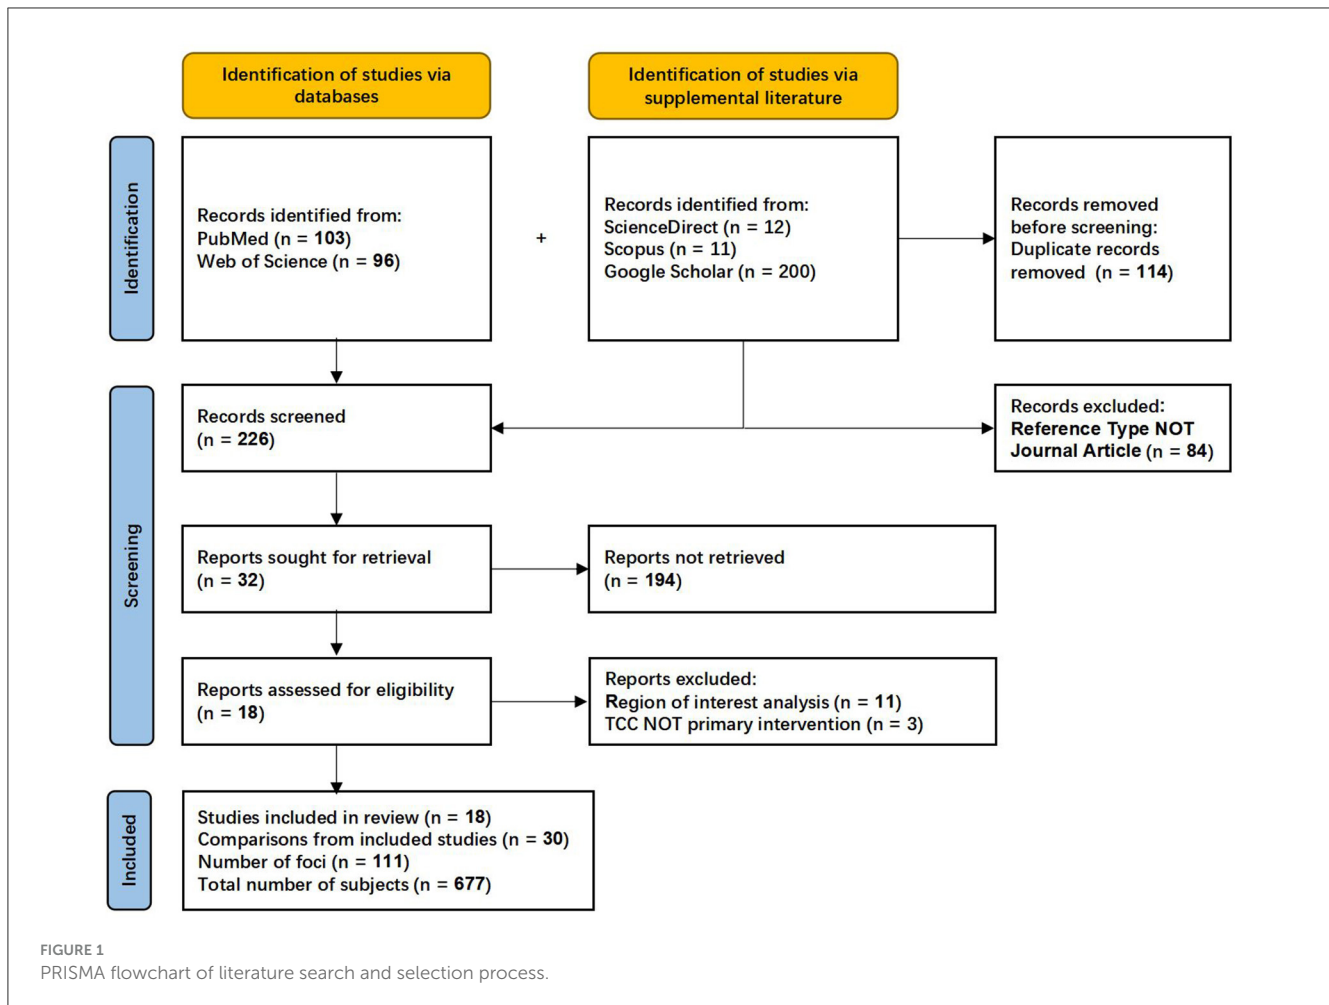 Identification of studies via
databases
Identification of studies via
supplemental literature
Identification
Records identified from:
PubMed (n = 103)
Web of Science (n = 96)
+
Records identified from:
ScienceDirect (n = 12)
Scopus (n = 11)
Google Scholar (n = 200)
Records removed
before screening:
Duplicate records
removed (n = 114)
Screening
Records screened
(n = 226)
Records excluded:
Reference Type NOT
Journal Article (n = 84)
Reports sought for retrieval
(n = 32)
Reports not retrieved
(n = 194)
Reports assessed for eligibility
(n = 18)
Reports excluded:
Region of interest analysis (n = 11)
TCC NOT primary intervention (n = 3)
Included
Studies included in review (n = 18)
Comparisons from included studies (n = 30)
Number of foci (n = 111)
Total number of subjects (n = 677)
FIGURE 1
PRISMA flowchart of literature search and selection process.